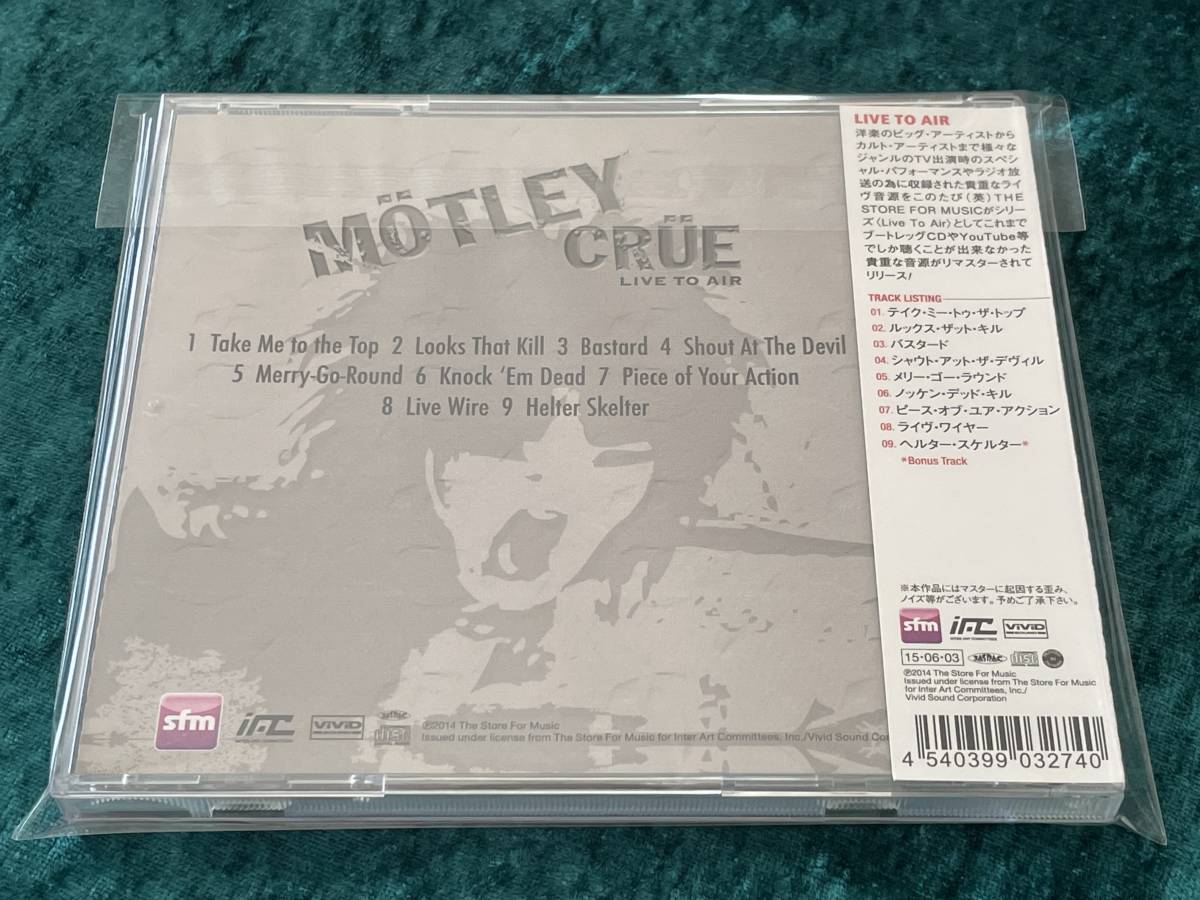 MÖTLEY
CRÜE
LIVE TO AIR
1 Take Me to the Top 2 Looks That Kill 3 Bastard 4 Shout At The Devil
5 Merry-Go-Round 6 Knock ‘Em Dead 7 Piece of Your Action
8 Live Wire 9 Helter Skelter
sfm
VIVID
℗2014 The Store For Music
Issued under license from The Store For Music for Inter Art Committees, Inc./Vivid Sound
LIVE TO AIR
洋楽のビッグ・アーティストから
カルト・アーティストまで様々な
ジャンルのTV出演時のスペシ
ャル・パフォーマンスやラジオ放
送の為に収録された貴重なライ
ヴ音源をこのたび(英)THE
STORE FOR MUSICがシリー
ズ〈Live To Air〉としてこれまで
ブートレッグCDやYouTube等
でしか聴くことが出来なかった
貴重な音源がリマスターされて
リリース!
TRACK LISTING
01. テイク・ミー・トゥ・ザ・トップ
02. ルックス・ザット・キル
03. バスタード
04. シャウト・アット・ザ・デヴィル
05. メリー・ゴー・ラウンド
06. ノッケン・デッド・キル
07. ピース・オブ・ユア・アクション
08. ライヴ・ワイヤー
09. ヘルター・スケルター*
*Bonus Track
※本作品にはマスターに起因する歪み、
ノイズ等がございます。予めご了承下さい。
sfm iAC VIVID
15・06・03
℗2014 The Store For Music
Issued under license from The Store For Music
for Inter Art Committees, Inc./
Vivid Sound Corporation
4 540399 032740